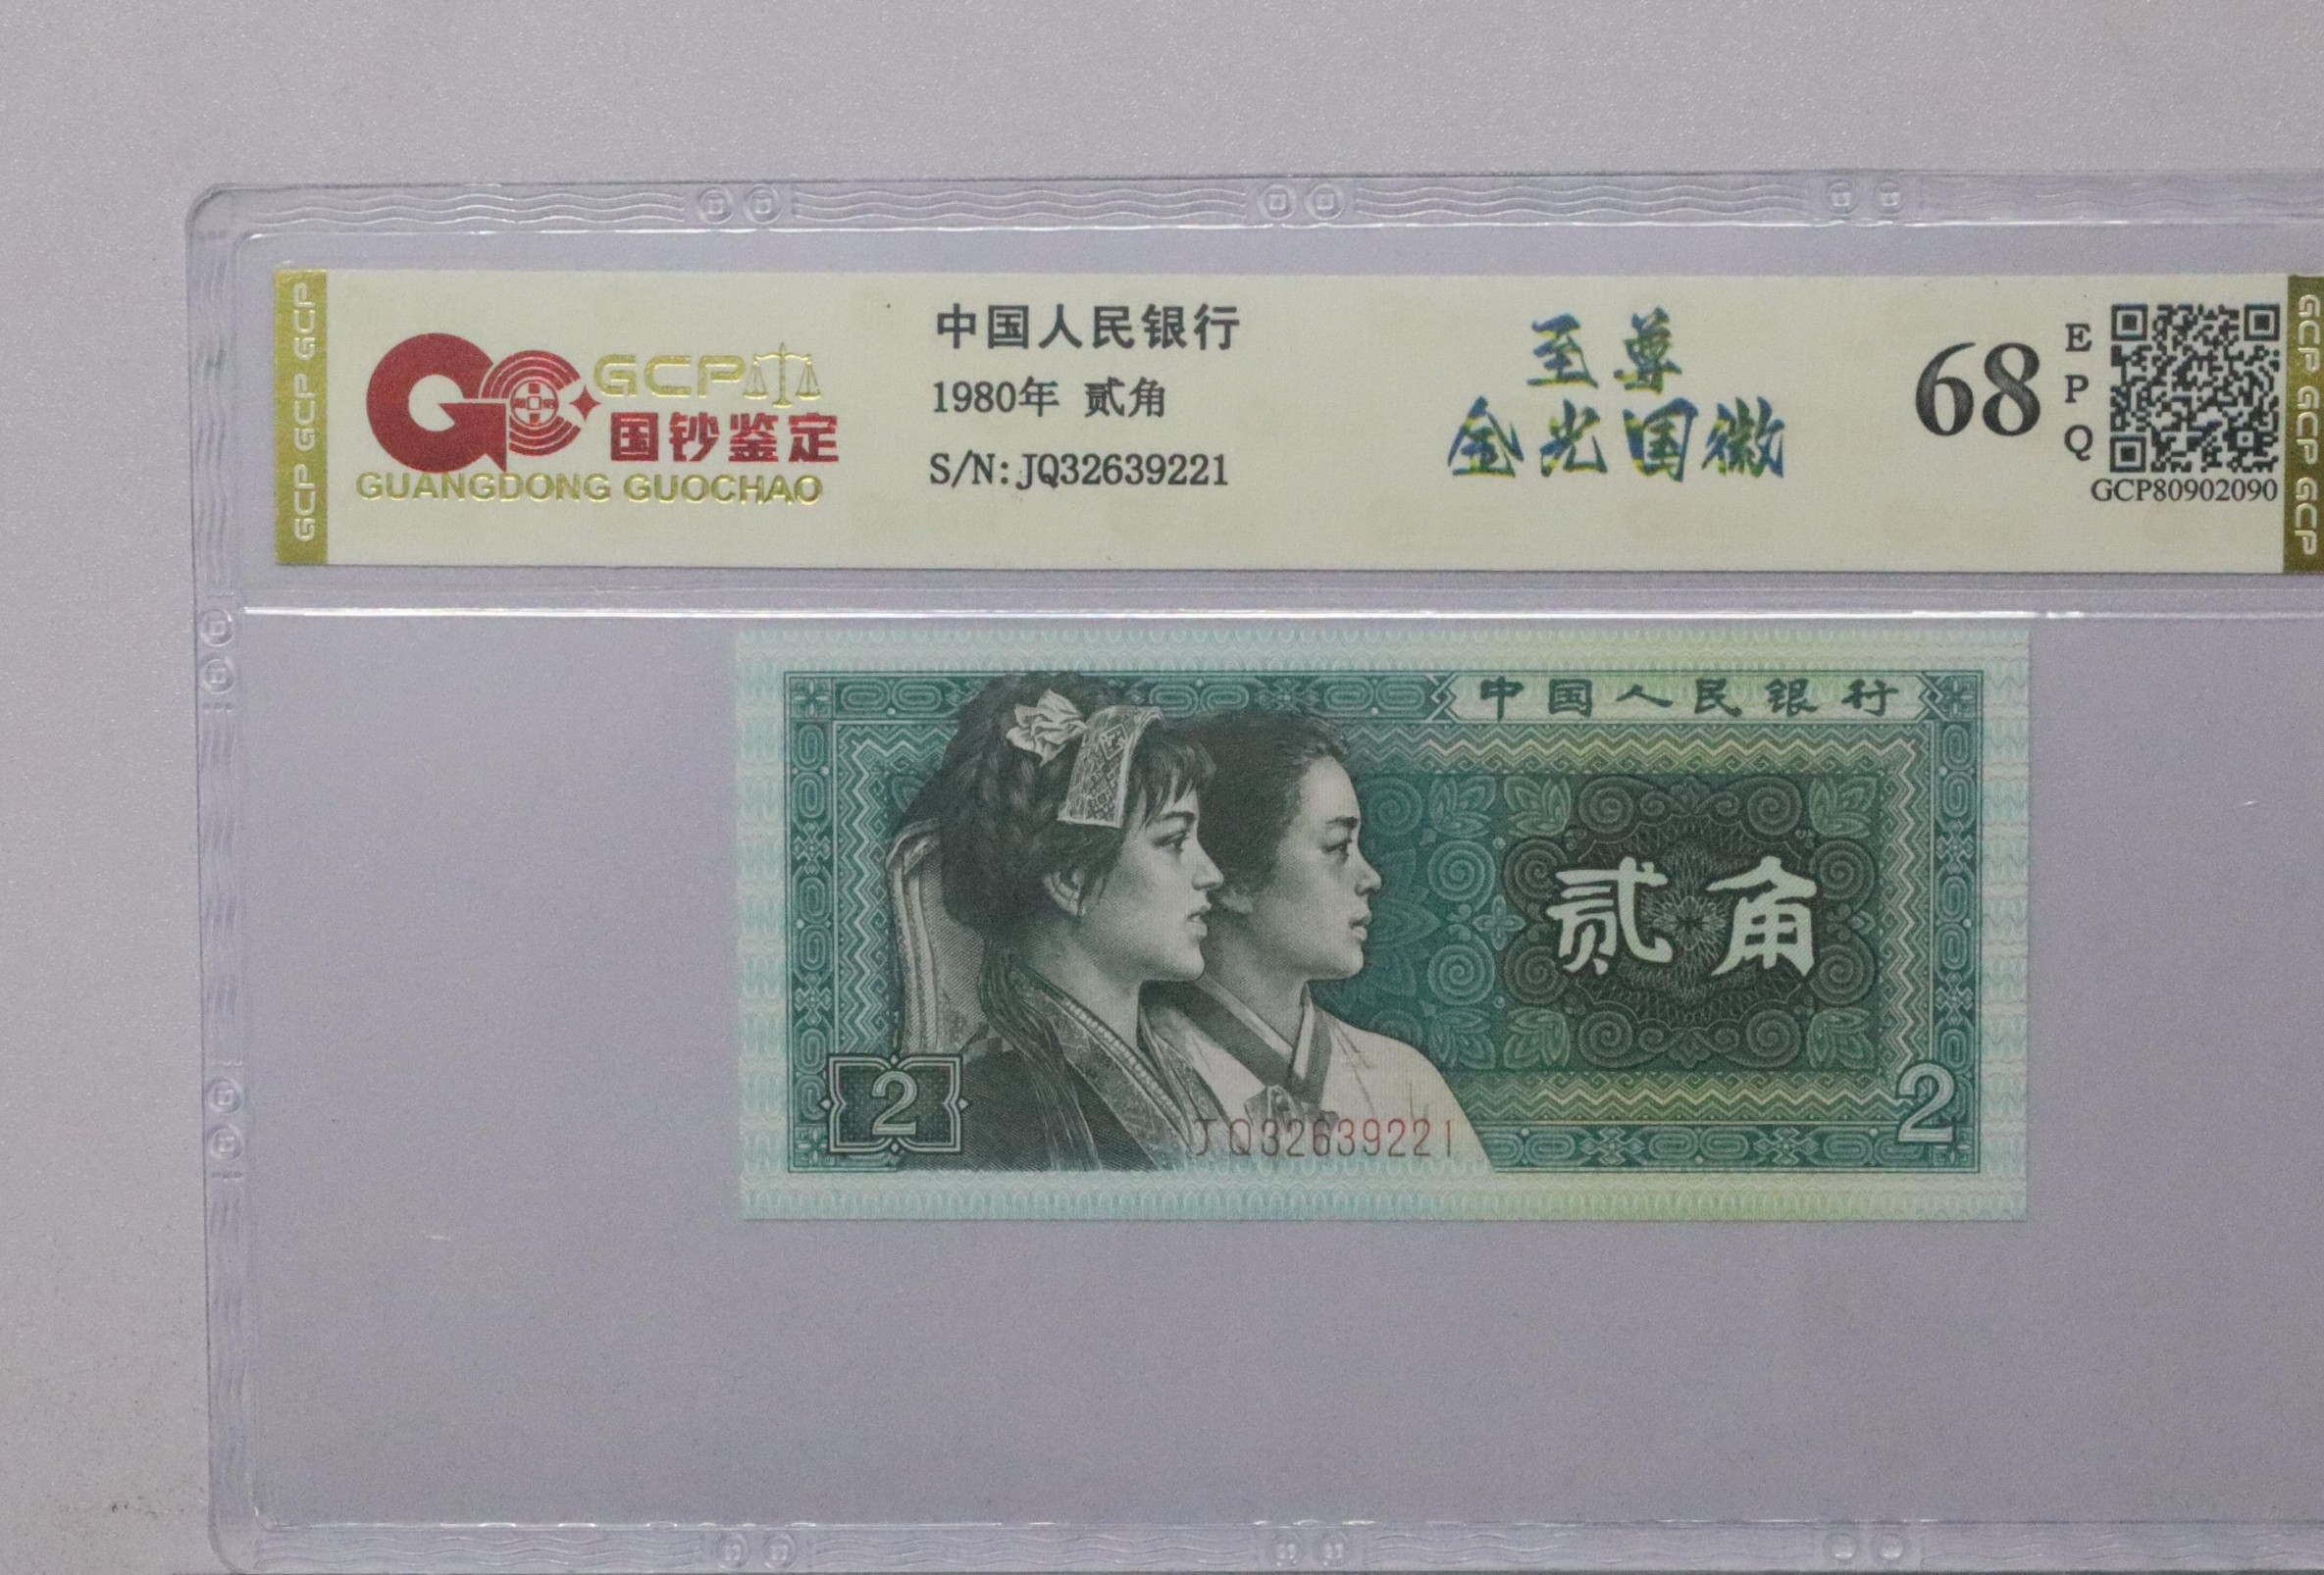 GCP GCP GCP
GCP
国钞鉴定
GUANGDONG GUOCHAO
中国人民银行
1980年 贰角
S/N: JQ32639221
至尊
金光国徽
68
E
P
Q
GCP80902090
GCP GCP GCP
中国人民银行
贰角
2
2
JQ32639221